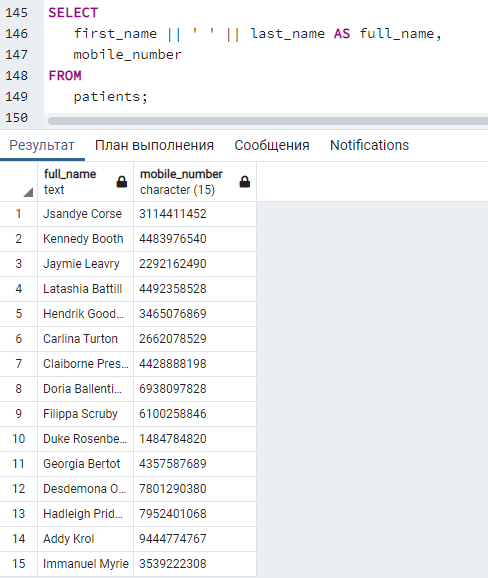 145 SELECT
146 first_name || ' ' || last_name AS full_name,
147 mobile_number
148 FROM
149 patients;
150
Результат План выполнения Сообщения Notifications
full_name text mobile_number character (15)
1 Jsandye Corse 3114411452
2 Kennedy Booth 4483976540
3 Jaymie Leavry 2292162490
4 Latashia Battill 4492358528
5 Hendrik Good... 3465076869
6 Carlina Turton 2662078529
7 Claiborne Pres... 4428888198
8 Doria Ballenti... 6938097828
9 Filippa Scruby 6100258846
10 Duke Rosenbe... 1484784820
11 Georgia Bertot 4357587689
12 Desdemona O... 7801290380
13 Hadleigh Prid... 7952401068
14 Addy Krol 9444774767
15 Immanuel Myrie 3539222308